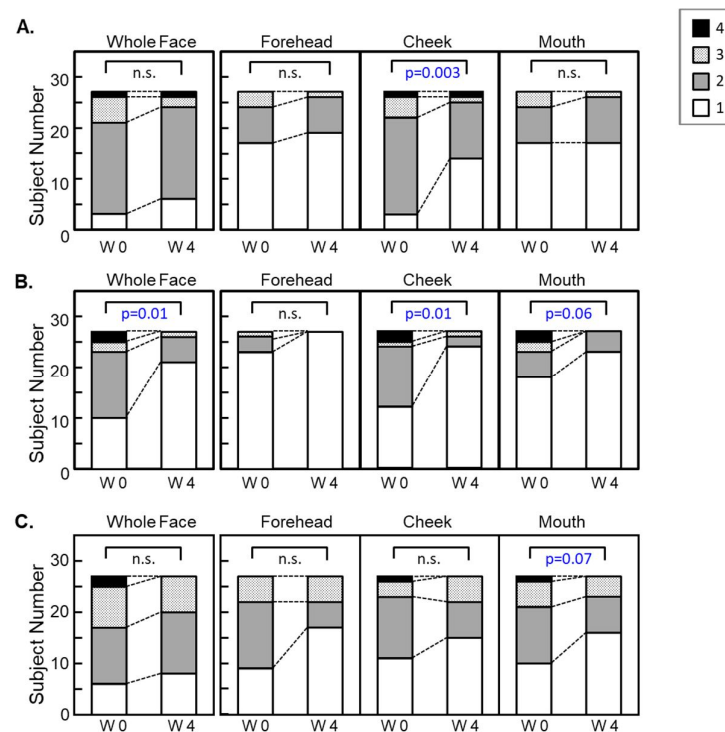 A.
Whole Face Forehead Cheek Mouth
n.s. n.s. p=0.003 n.s.
Subject Number
30
20
10
0
W 0 W 4 W 0 W 4 W 0 W 4 W 0 W 4
4
3
2
1
B.
Whole Face Forehead Cheek Mouth
p=0.01 n.s. p=0.01 p=0.06
Subject Number
30
20
10
0
W 0 W 4 W 0 W 4 W 0 W 4 W 0 W 4
C.
Whole Face Forehead Cheek Mouth
n.s. n.s. n.s. p=0.07
Subject Number
30
20
10
0
W 0 W 4 W 0 W 4 W 0 W 4 W 0 W 4